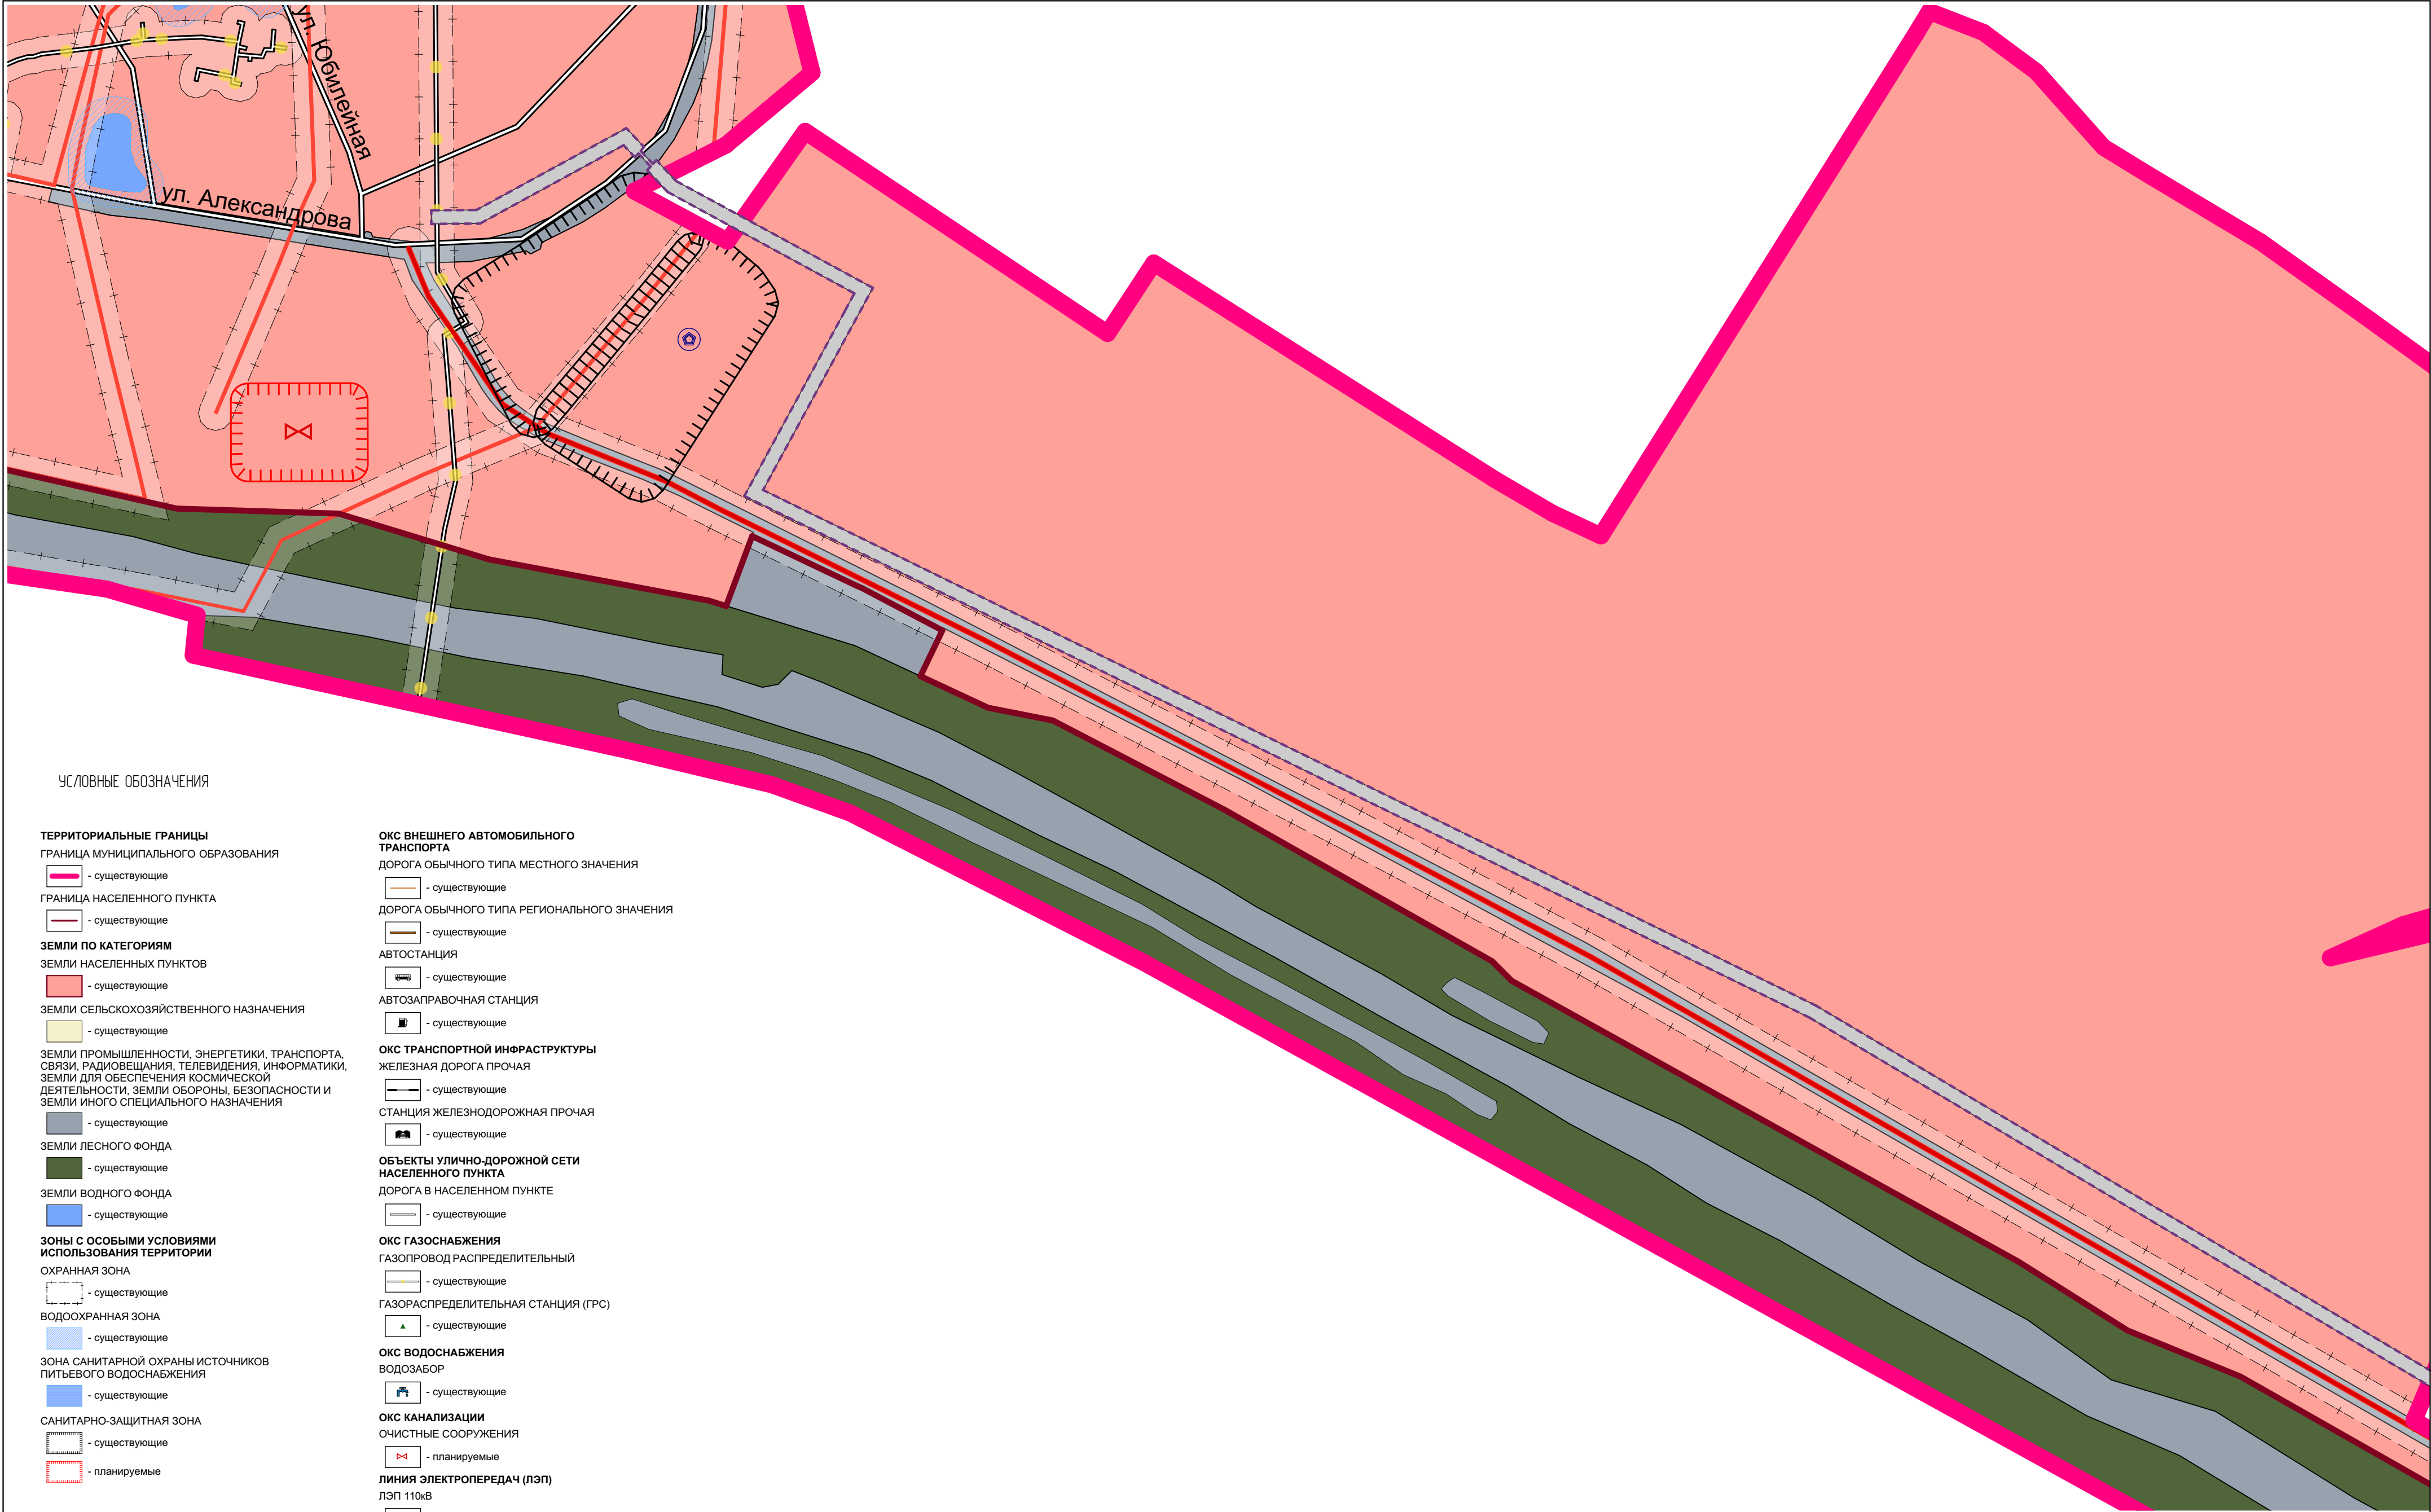 ул. Юбилейная
ул. Александрова
УСЛОВНЫЕ ОБОЗНАЧЕНИЯ
ТЕРРИТОРИАЛЬНЫЕ ГРАНИЦЫ
ГРАНИЦА МУНИЦИПАЛЬНОГО ОБРАЗОВАНИЯ
- существующие
ГРАНИЦА НАСЕЛЕННОГО ПУНКТА
- существующие
ЗЕМЛИ ПО КАТЕГОРИЯМ
ЗЕМЛИ НАСЕЛЕННЫХ ПУНКТОВ
- существующие
ЗЕМЛИ СЕЛЬСКОХОЗЯЙСТВЕННОГО НАЗНАЧЕНИЯ
- существующие
ЗЕМЛИ ПРОМЫШЛЕННОСТИ, ЭНЕРГЕТИКИ, ТРАНСПОРТА,
СВЯЗИ, РАДИОВЕЩАНИЯ, ТЕЛЕВИДЕНИЯ, ИНФОРМАТИКИ,
ЗЕМЛИ ДЛЯ ОБЕСПЕЧЕНИЯ КОСМИЧЕСКОЙ
ДЕЯТЕЛЬНОСТИ, ЗЕМЛИ ОБОРОНЫ, БЕЗОПАСНОСТИ И
ЗЕМЛИ ИНОГО СПЕЦИАЛЬНОГО НАЗНАЧЕНИЯ
- существующие
ЗЕМЛИ ЛЕСНОГО ФОНДА
- существующие
ЗЕМЛИ ВОДНОГО ФОНДА
- существующие
ЗОНЫ С ОСОБЫМИ УСЛОВИЯМИ
ИСПОЛЬЗОВАНИЯ ТЕРРИТОРИИ
ОХРАННАЯ ЗОНА
- существующие
ВОДООХРАННАЯ ЗОНА
- существующие
ЗОНА САНИТАРНОЙ ОХРАНЫ ИСТОЧНИКОВ
ПИТЬЕВОГО ВОДОСНАБЖЕНИЯ
- существующие
САНИТАРНО-ЗАЩИТНАЯ ЗОНА
- существующие
- планируемые
ОКС ВНЕШНЕГО АВТОМОБИЛЬНОГО
ТРАНСПОРТА
ДОРОГА ОБЫЧНОГО ТИПА МЕСТНОГО ЗНАЧЕНИЯ
- существующие
ДОРОГА ОБЫЧНОГО ТИПА РЕГИОНАЛЬНОГО ЗНАЧЕНИЯ
- существующие
АВТОСТАНЦИЯ
- существующие
АВТОЗАПРАВОЧНАЯ СТАНЦИЯ
- существующие
ОКС ТРАНСПОРТНОЙ ИНФРАСТРУКТУРЫ
ЖЕЛЕЗНАЯ ДОРОГА ПРОЧАЯ
- существующие
СТАНЦИЯ ЖЕЛЕЗНОДОРОЖНАЯ ПРОЧАЯ
- существующие
ОБЪЕКТЫ УЛИЧНО-ДОРОЖНОЙ СЕТИ
НАСЕЛЕННОГО ПУНКТА
ДОРОГА В НАСЕЛЕННОМ ПУНКТЕ
- существующие
ОКС ГАЗОСНАБЖЕНИЯ
ГАЗОПРОВОД РАСПРЕДЕЛИТЕЛЬНЫЙ
- существующие
ГАЗОРАСПРЕДЕЛИТЕЛЬНАЯ СТАНЦИЯ (ГРС)
- существующие
ОКС ВОДОСНАБЖЕНИЯ
ВОДОЗАБОР
- существующие
ОКС КАНАЛИЗАЦИИ
ОЧИСТНЫЕ СООРУЖЕНИЯ
- планируемые
ЛИНИЯ ЭЛЕКТРОПЕРЕДАЧ (ЛЭП)
ЛЭП 110кВ